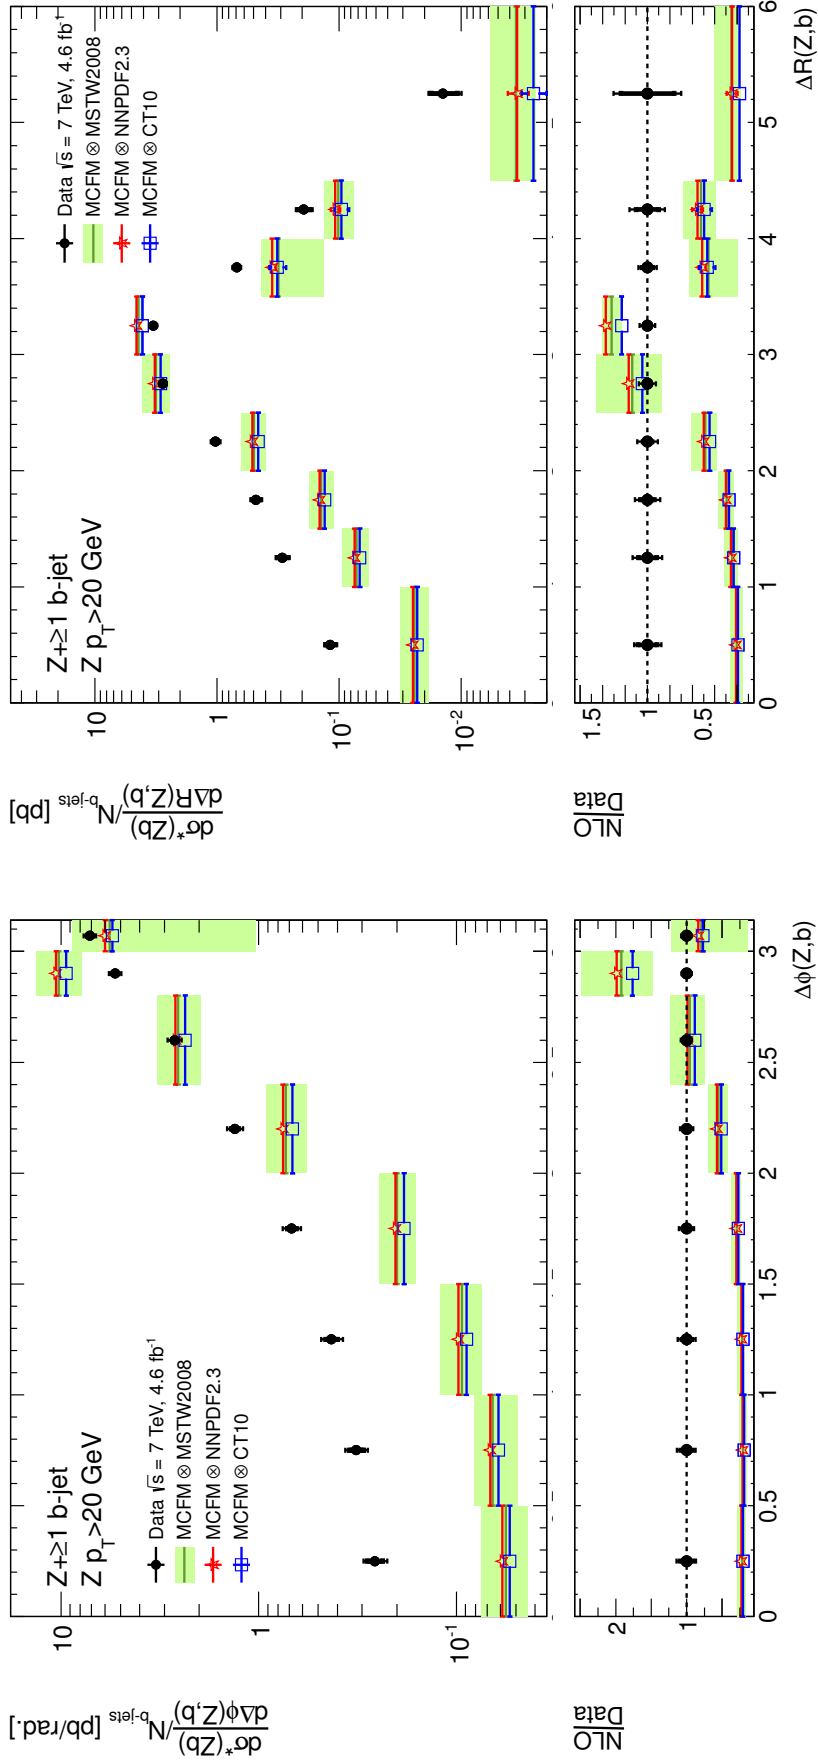 dσ*(Zb)
dΔϕ(Z,b)
/N b-jets [pb/rad.]
10
1
10⁻¹
Z+≥1 b-jet
Z p_T>20 GeV
Data √s = 7 TeV, 4.6 fb⁻¹
MCFM ⊗ MSTW2008
MCFM ⊗ NNPDF2.3
MCFM ⊗ CT10
NLO
Data
2
1
0 0.5 1 1.5 2 2.5 3
Δϕ(Z,b)
dσ*(Zb)
dΔR(Z,b)
/N b-jets [pb]
10
1
10⁻¹
10⁻²
Z+≥1 b-jet
Z p_T>20 GeV
Data √s = 7 TeV, 4.6 fb⁻¹
MCFM ⊗ MSTW2008
MCFM ⊗ NNPDF2.3
MCFM ⊗ CT10
NLO
Data
1.5
1
0.5
0 1 2 3 4 5 6
ΔR(Z,b)